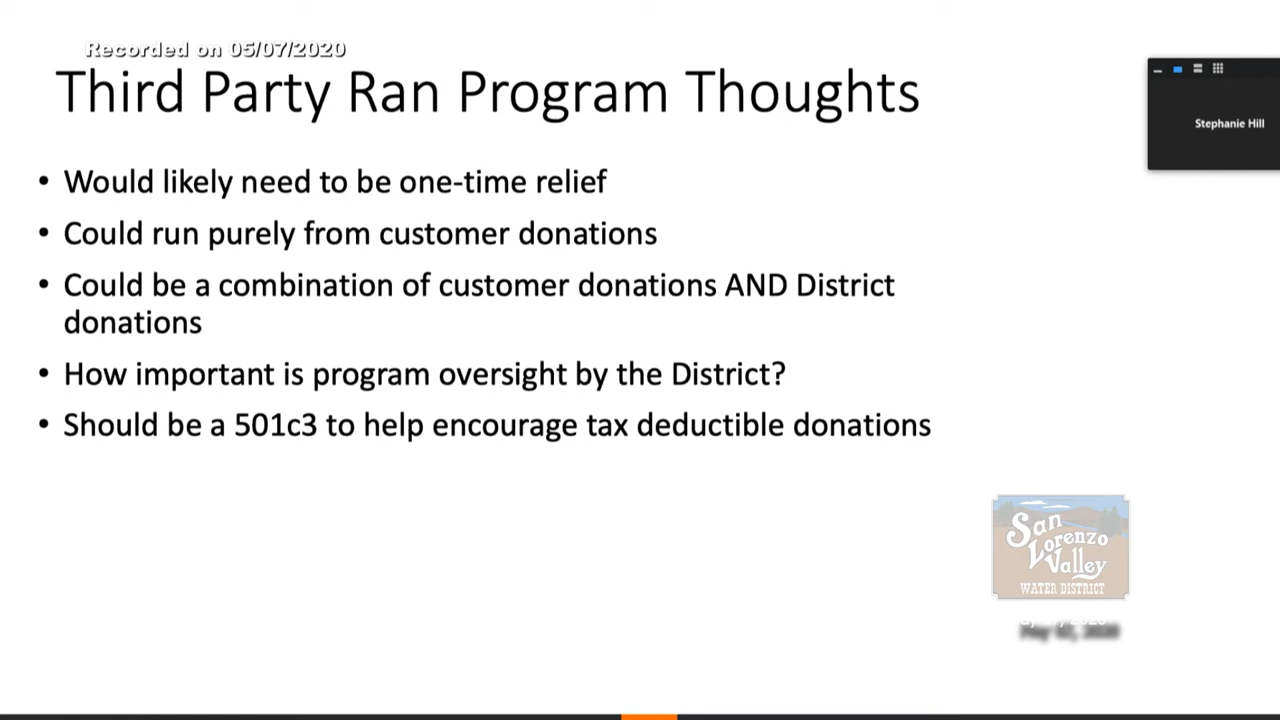 Recorded on 05/07/2020
Third Party Ran Program Thoughts
Stephanie Hill
• Would likely need to be one-time relief
• Could run purely from customer donations
• Could be a combination of customer donations AND District
donations
• How important is program oversight by the District?
• Should be a 501c3 to help encourage tax deductible donations
San
Lorenzo
Valley
WATER DISTRICT